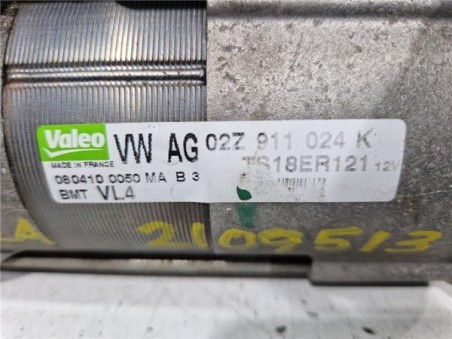 Valeo VW AG 02Z 911 024 K
MADE IN FRANCE TS18ER121 12V
080410 0050 MA B 3
BMT VL4
A 2109513